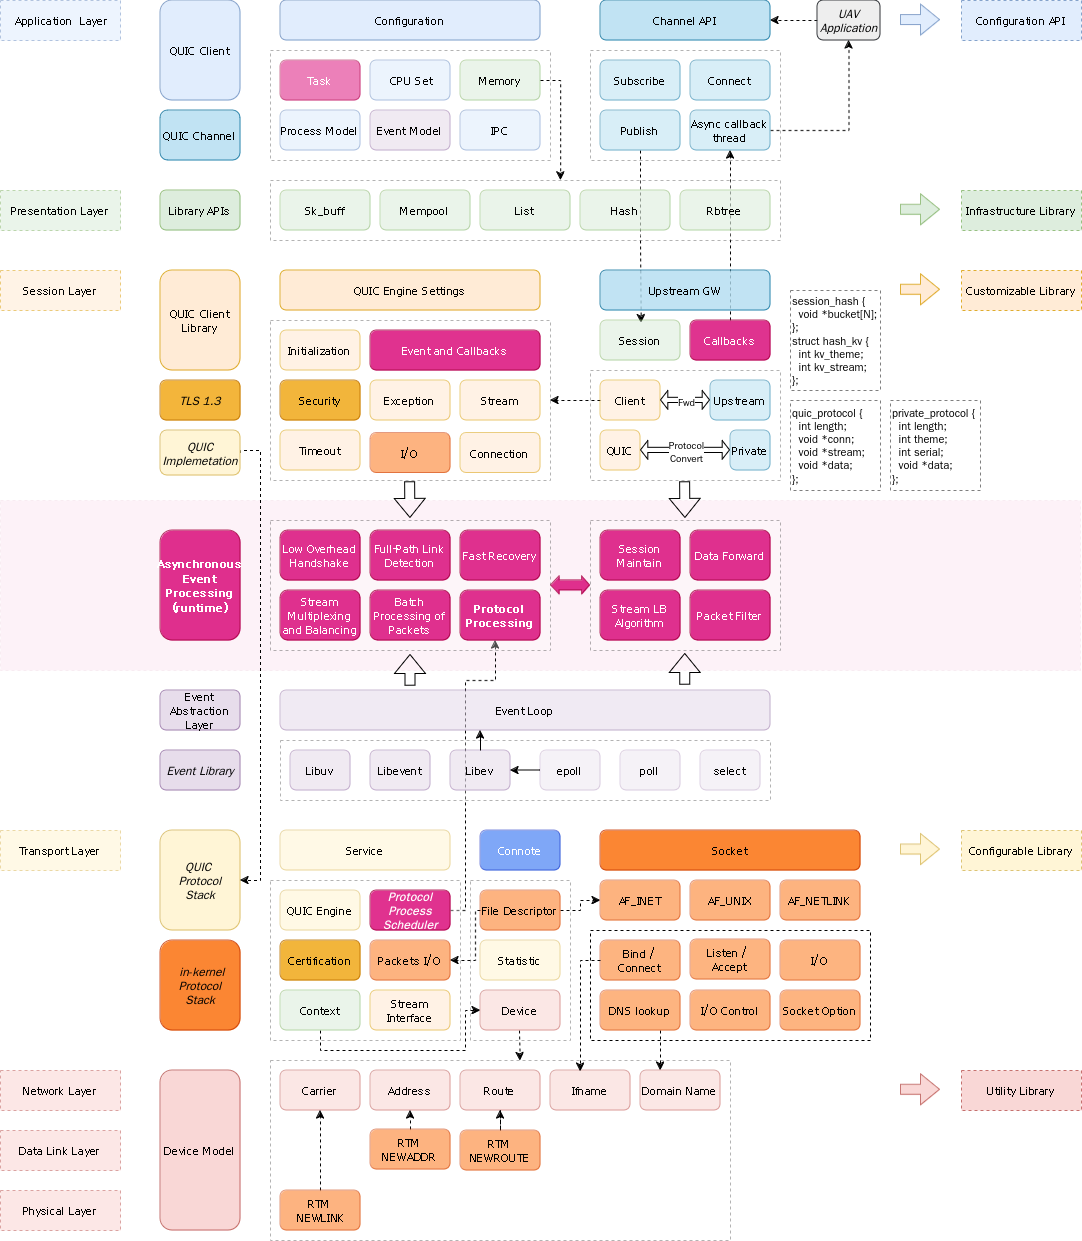 Application Layer
QUIC Client
Configuration
Channel API
UAV
Application
Configuration API
Task
CPU Set
Memory
Subscribe
Connect
QUIC Channel
Process Model
Event Model
IPC
Publish
Async callback
thread
Presentation Layer
Library APIs
Sk_buff
Mempool
List
Hash
Rbtree
Infrastructure Library
Session Layer
QUIC Client
Library
QUIC Engine Settings
Upstream GW
Customizable Library
session_hash {
void *bucket[N];
};
struct hash_kv {
int kv_theme;
int kv_stream;
};
Initialization
Event and Callbacks
Session
Callbacks
TLS 1.3
Security
Exception
Stream
Client
Fwd
Upstream
QUIC
Implemetation
Timeout
I/O
Connection
QUIC
Protocol
Convert
Private
quic_protocol {
int length;
void *conn;
void *stream;
void *data;
};
private_protocol {
int length;
int theme;
int serial;
void *data;
};
Asynchronous
Event
Processing
(runtime)
Low Overhead
Handshake
Full-Path Link
Detection
Fast Recovery
Session
Maintain
Data Forward
Stream
Multiplexing
and Balancing
Batch
Processing of
Packets
Protocol
Processing
Stream LB
Algorithm
Packet Filter
Event
Abstraction
Layer
Event Loop
Event Library
Libuv
Libevent
Libev
epoll
poll
select
Transport Layer
QUIC
Protocol
Stack
Service
Connote
Socket
Configurable Library
QUIC Engine
Protocol
Process
Scheduler
File Descriptor
AF_INET
AF_UNIX
AF_NETLINK
in-kernel
Protocol
Stack
Certification
Packets I/O
Statistic
Bind /
Connect
Listen /
Accept
I/O
Context
Stream
Interface
Device
DNS lookup
I/O Control
Socket Option
Network Layer
Device Model
Carrier
Address
Route
Ifname
Domain Name
Utility Library
Data Link Layer
RTM
NEWADDR
RTM
NEWROUTE
Physical Layer
RTM
NEWLINK